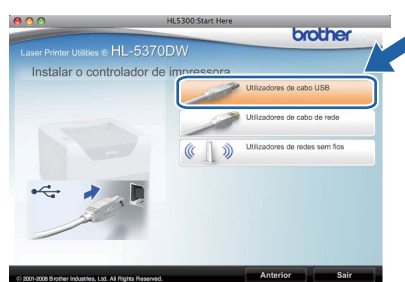 HL5300:Start Here
brother
Laser Printer Utilities ® HL-5370DW
Instalar o controlador de impressora
Utilizadores de cabo USB
Utilizadores de cabo de rede
Utilizadores de redes sem fios
© 2001-2008 Brother Industries, Ltd. All Rights Reserved.
Anterior
Sair